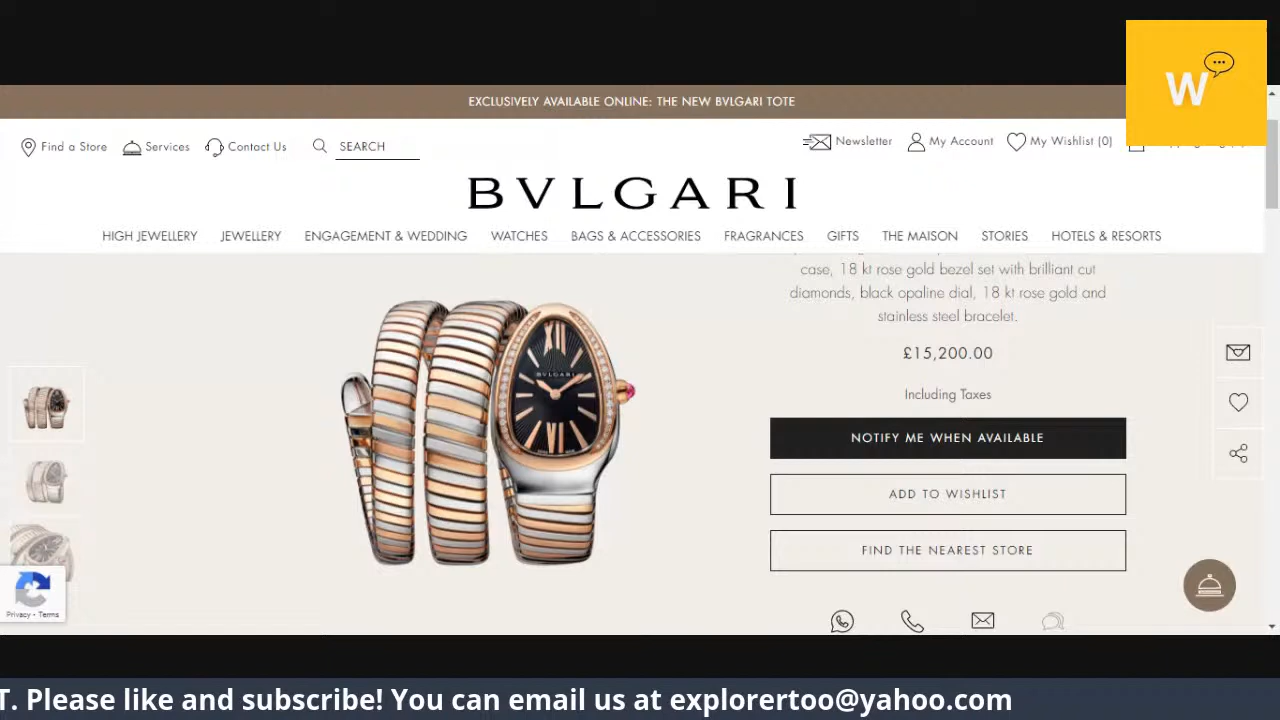 W
EXCLUSIVELY AVAILABLE ONLINE: THE NEW BVLGARI TOTE
Find a Store Services Contact Us SEARCH Newsletter My Account My Wishlist (0)
BVLGARI
HIGH JEWELLERY JEWELLERY ENGAGEMENT & WEDDING WATCHES BAGS & ACCESSORIES FRAGRANCES GIFTS THE MAISON STORIES HOTELS & RESORTS
case, 18 kt rose gold bezel set with brilliant cut
diamonds, black opaline dial, 18 kt rose gold and
stainless steel bracelet.
£15,200.00
Including Taxes
BVLGARI
NOTIFY ME WHEN AVAILABLE
ADD TO WISHLIST
FIND THE NEAREST STORE
Privacy - Terms
T. Please like and subscribe! You can email us at explorertoo@yahoo.com